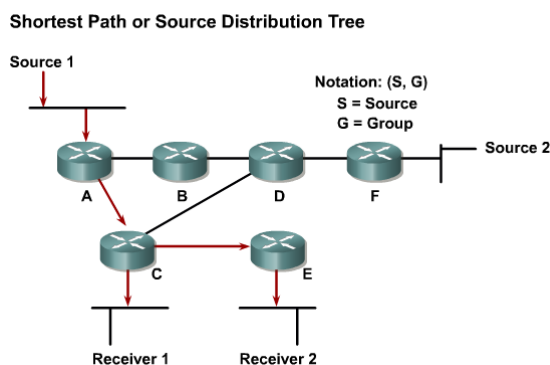 Shortest Path or Source Distribution Tree
Source 1
Notation: (S, G)
S = Source
G = Group
Source 2
A
B
D
F
C
E
Receiver 1
Receiver 2